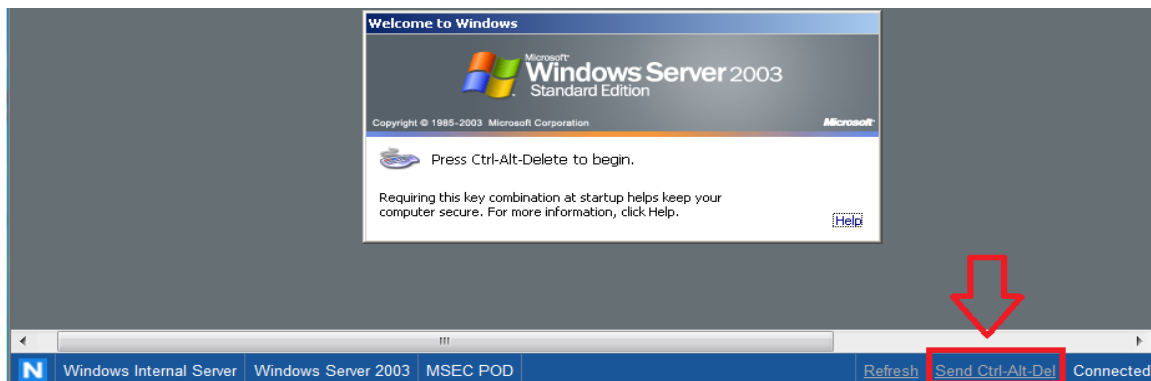 Welcome to Windows
Microsoft
Windows Server 2003
Standard Edition
Copyright © 1985-2003 Microsoft Corporation Microsoft
Press Ctrl-Alt-Delete to begin.
Requiring this key combination at startup helps keep your
computer secure. For more information, click Help.
Help
N Windows Internal Server Windows Server 2003 MSEC POD Refresh Send Ctrl-Alt-Del Connected